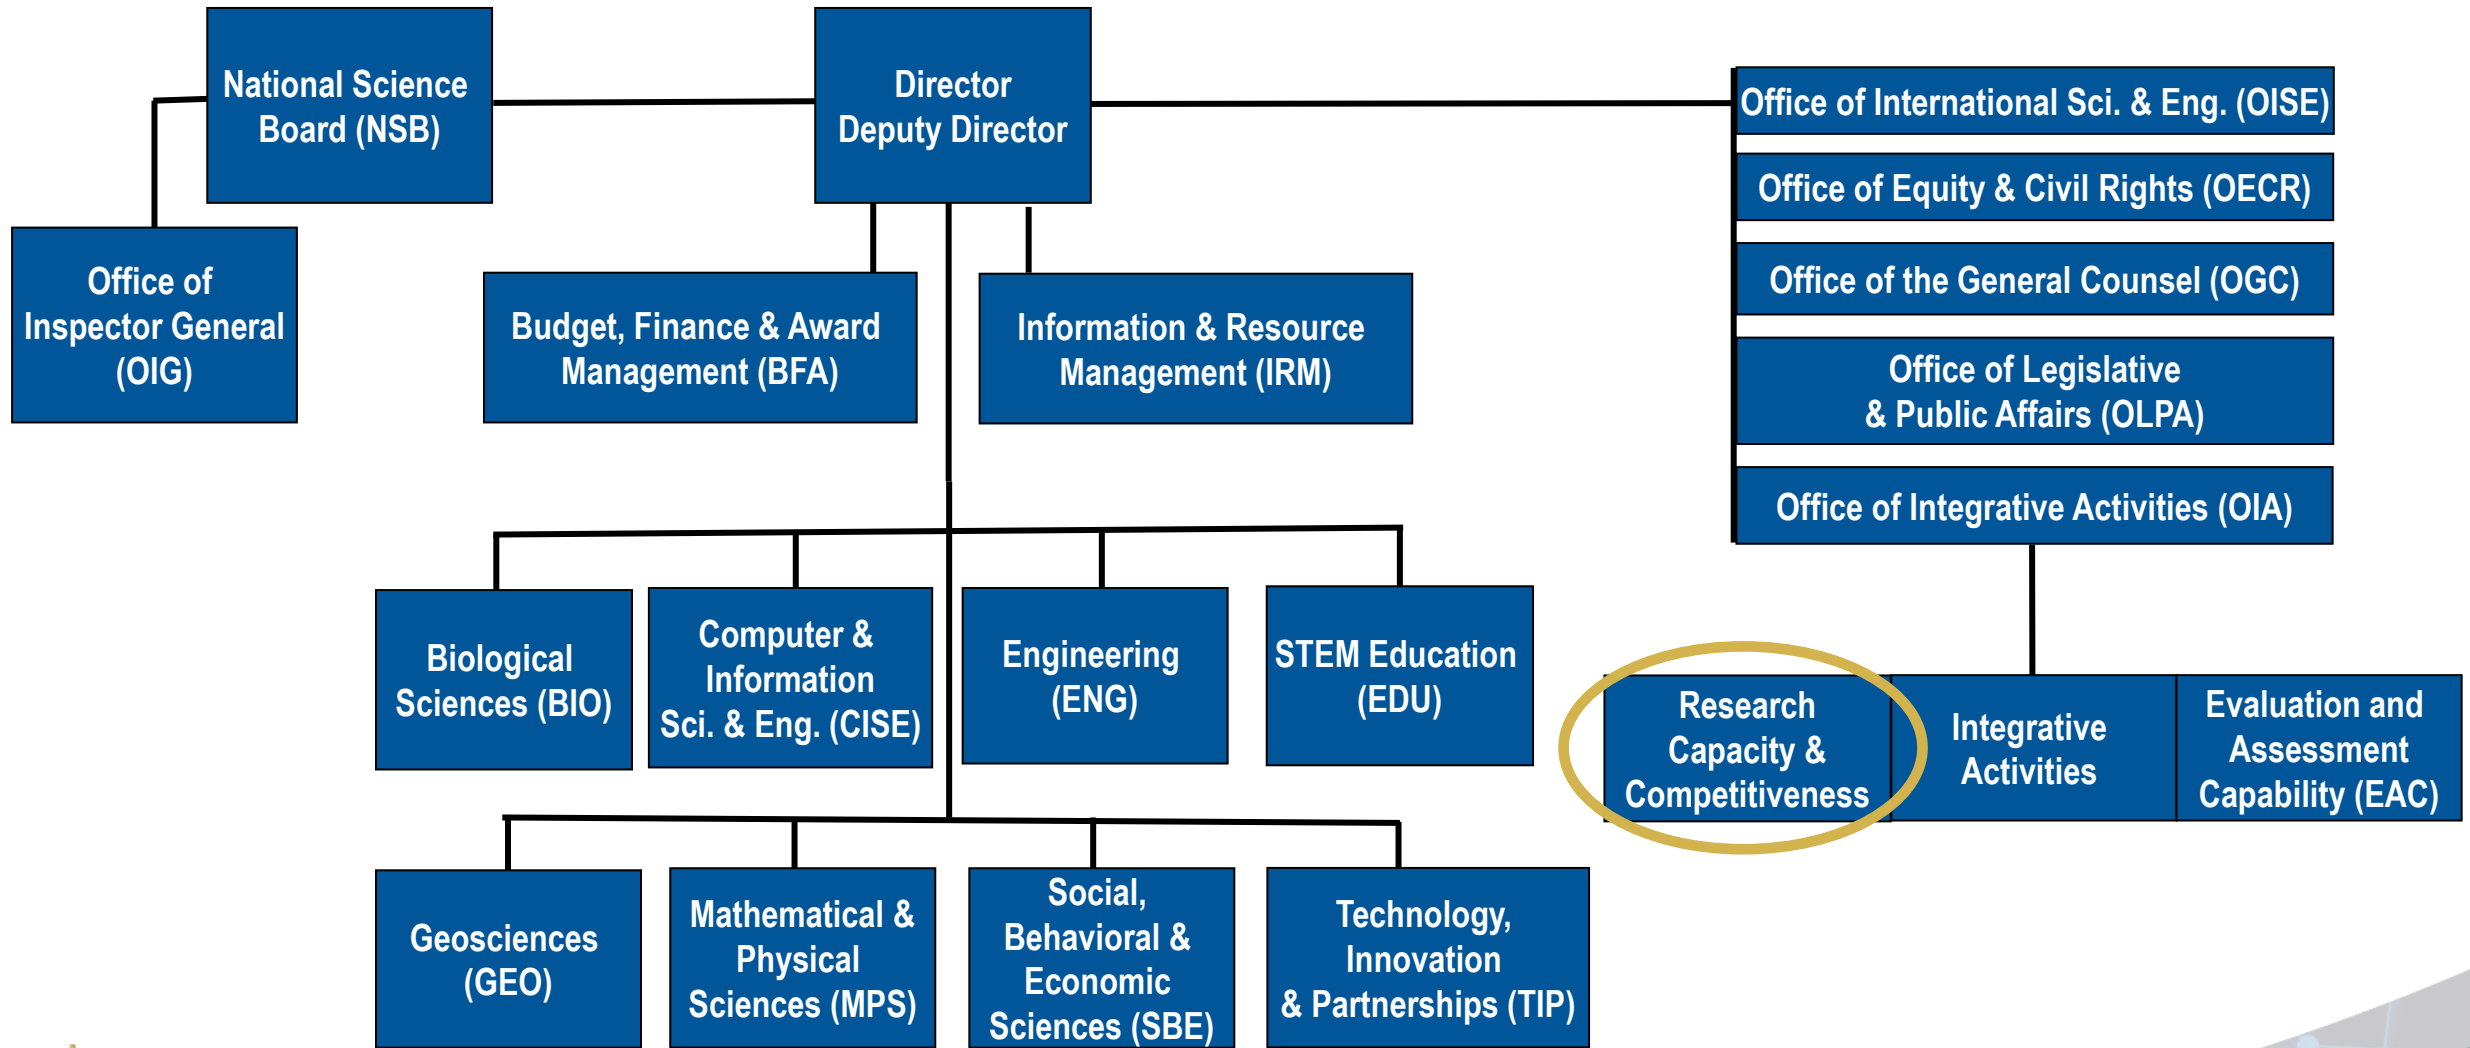 National Science
Board (NSB)
Director
Deputy Director
Office of International Sci. & Eng. (OISE)
Office of Equity & Civil Rights (OECR)
Office of the General Counsel (OGC)
Office of Legislative
& Public Affairs (OLPA)
Office of Integrative Activities (OIA)
Office of
Inspector General
(OIG)
Budget, Finance & Award
Management (BFA)
Information & Resource
Management (IRM)
Biological
Sciences (BIO)
Computer &
Information
Sci. & Eng. (CISE)
Engineering
(ENG)
STEM Education
(EDU)
Research
Capacity &
Competitiveness
Integrative
Activities
Evaluation and
Assessment
Capability (EAC)
Geosciences
(GEO)
Mathematical &
Physical
Sciences (MPS)
Social,
Behavioral &
Economic
Sciences (SBE)
Technology,
Innovation
& Partnerships (TIP)